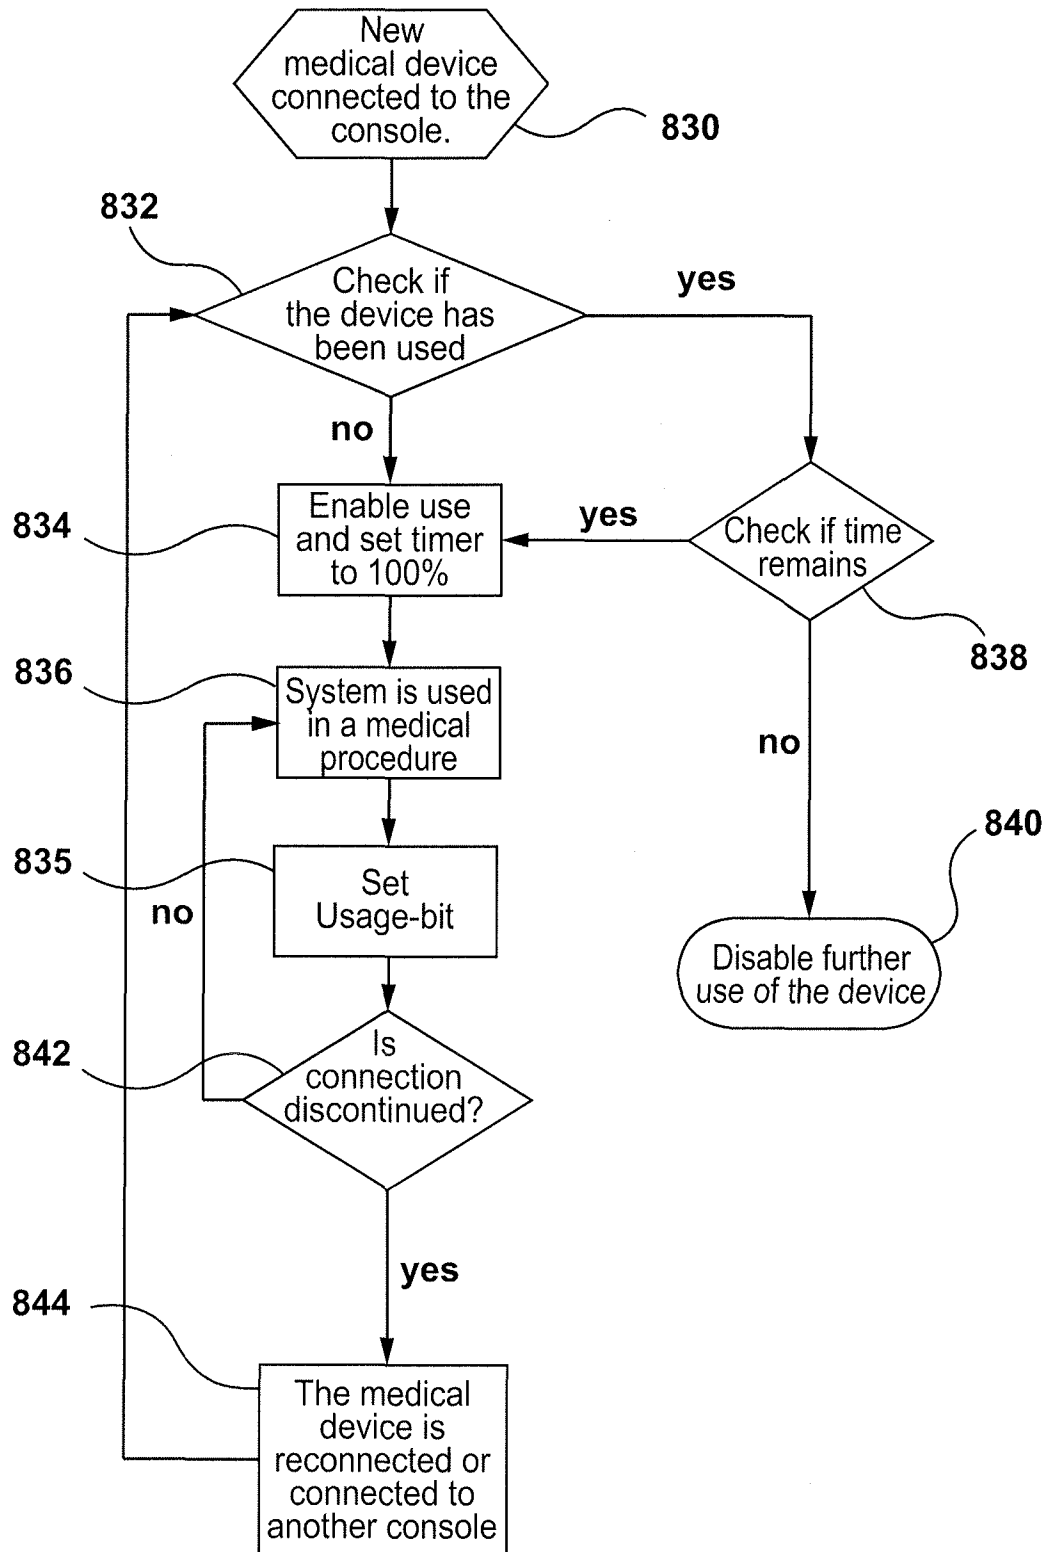 New
medical device
connected to the
console.
830
832
Check if
the device has
been used
yes
no
834
Enable use
and set timer
to 100%
yes
Check if time
remains
838
836
System is used
in a medical
procedure
no
840
835
Set
Usage-bit
no
Disable further
use of the device
842
Is
connection
discontinued?
yes
844
The medical
device is
reconnected or
connected to
another console